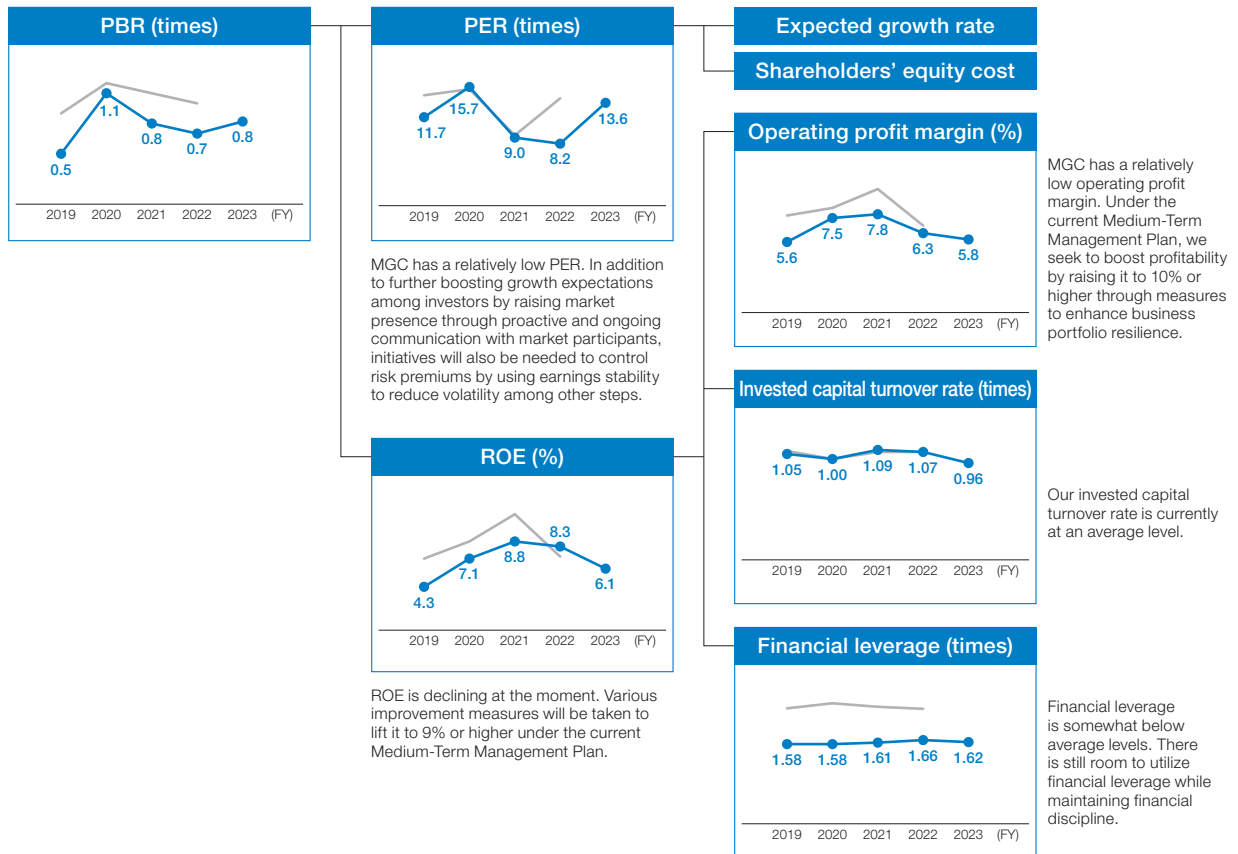 PBR (times)
1.1
0.8
0.7
0.8
0.5
2019 2020 2021 2022 2023 (FY)
PER (times)
15.7
11.7
9.0
8.2
13.6
2019 2020 2021 2022 2023 (FY)
MGC has a relatively low PER. In addition
to further boosting growth expectations
among investors by raising market
presence through proactive and ongoing
communication with market participants,
initiatives will also be needed to control
risk premiums by using earnings stability
to reduce volatility among other steps.
ROE (%)
8.3
8.8
7.1
6.1
4.3
2019 2020 2021 2022 2023 (FY)
ROE is declining at the moment. Various
improvement measures will be taken to
lift it to 9% or higher under the current
Medium-Term Management Plan.
Expected growth rate
Shareholders’ equity cost
Operating profit margin (%)
5.6
7.5
7.8
6.3
5.8
2019 2020 2021 2022 2023 (FY)
MGC has a relatively
low operating profit
margin. Under the
current Medium-Term
Management Plan, we
seek to boost profitability
by raising it to 10% or
higher through measures
to enhance business
portfolio resilience.
Invested capital turnover rate (times)
1.05 1.00 1.09 1.07 0.96
2019 2020 2021 2022 2023 (FY)
Our invested capital
turnover rate is currently
at an average level.
Financial leverage (times)
1.58 1.58 1.61 1.66 1.62
2019 2020 2021 2022 2023 (FY)
Financial leverage
is somewhat below
average levels. There
is still room to utilize
financial leverage while
maintaining financial
discipline.